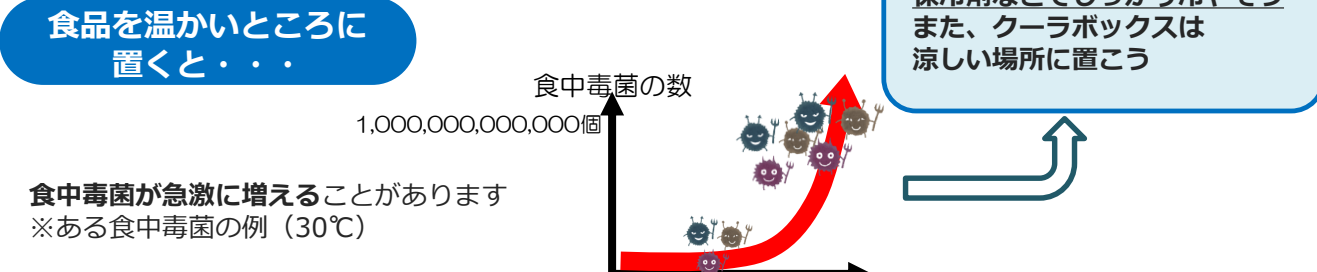 食品を温かいところに
置くと・・・
また、クーラボックスは
涼しい場所に置こう
食中毒菌の数
1,000,000,000,000個
食中毒菌が急激に増えることがあります
※ある食中毒菌の例（30℃）